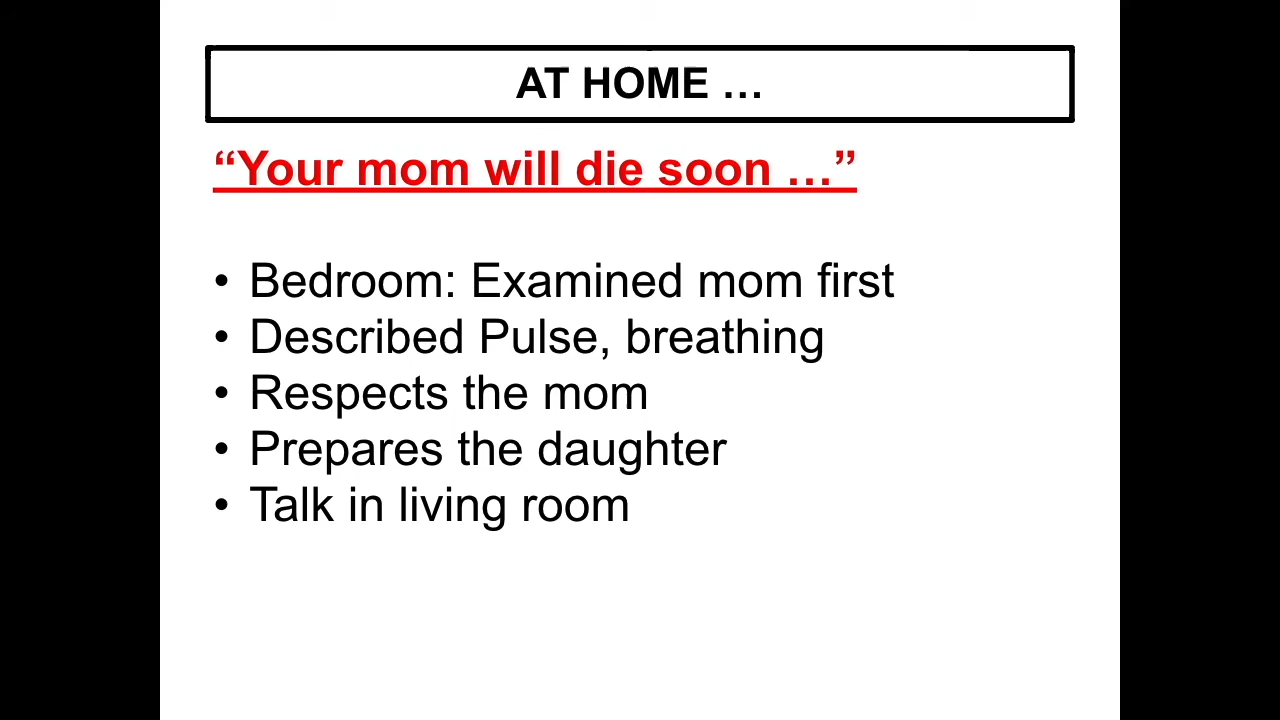 AT HOME …
“Your mom will die soon …”
• Bedroom: Examined mom first
• Described Pulse, breathing
• Respects the mom
• Prepares the daughter
• Talk in living room